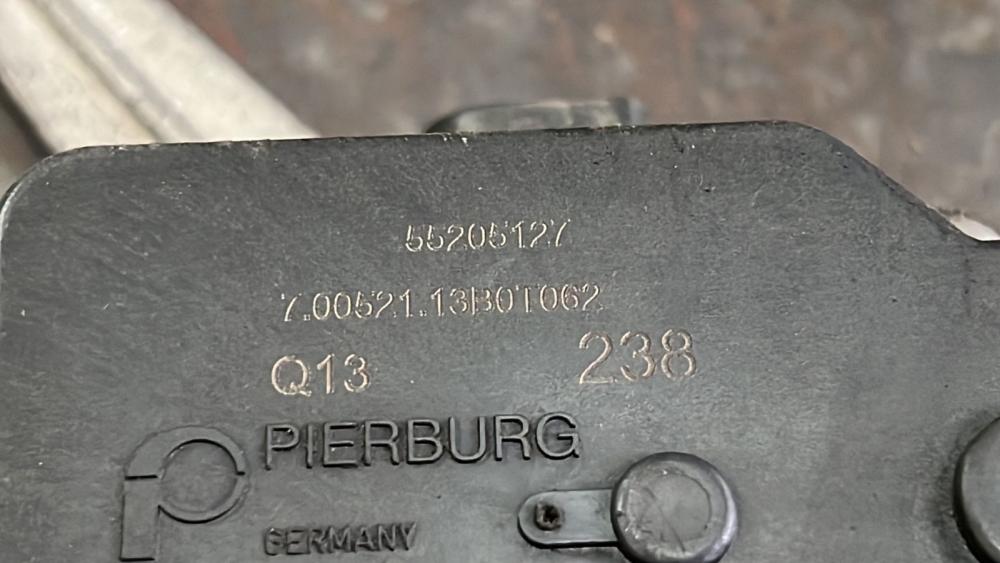 55205127
7.00521.13B0T062
Q13 238
PIERBURG
GERMANY